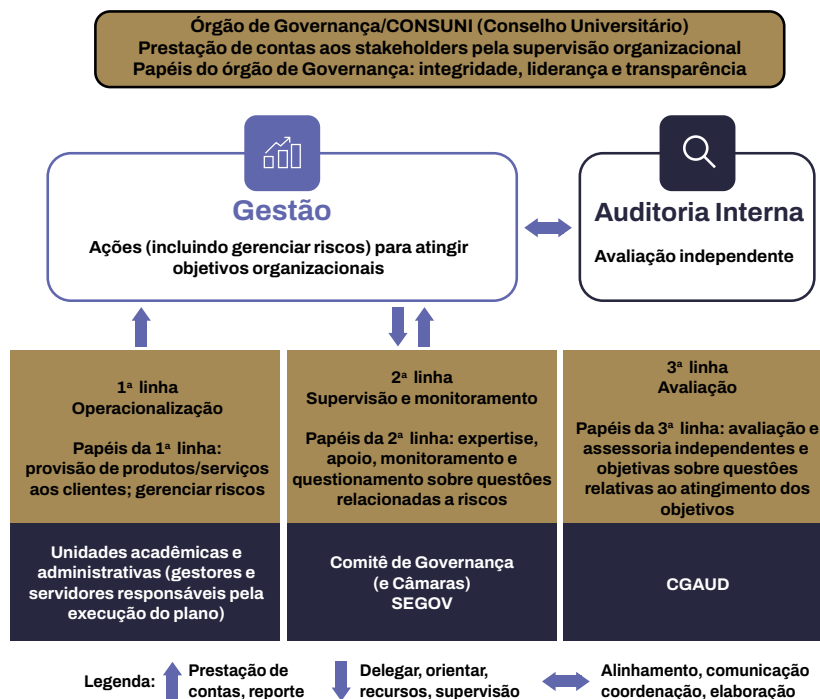 Órgão de Governança/CONSUNI (Conselho Universitário)
Prestação de contas aos stakeholders pela supervisão organizacional
Papéis do órgão de Governança: integridade, liderança e transparência
Gestão
Ações (incluindo gerenciar riscos) para atingir
objetivos organizacionais
Auditoria Interna
Avaliação independente
1ª linha
Operacionalização
Papéis da 1ª linha:
provisão de produtos/serviços
aos clientes; gerenciar riscos
Unidades acadêmicas e
administrativas (gestores e
servidores responsáveis pela
execução do plano)
2ª linha
Supervisão e monitoramento
Papéis da 2ª linha: expertise,
apoio, monitoramento e
questionamento sobre questôes
relacionadas a riscos
Comitê de Governança
(e Câmaras)
SEGOV
3ª linha
Avaliação
Papéis da 3ª linha: avaliação e
assessoria independentes e
objetivas sobre questôes
relativas ao atingimento dos
objetivos
CGAUD
Legenda:
Prestação de
contas, reporte
Delegar, orientar,
recursos, supervisão
Alinhamento, comunicação
coordenação, elaboração